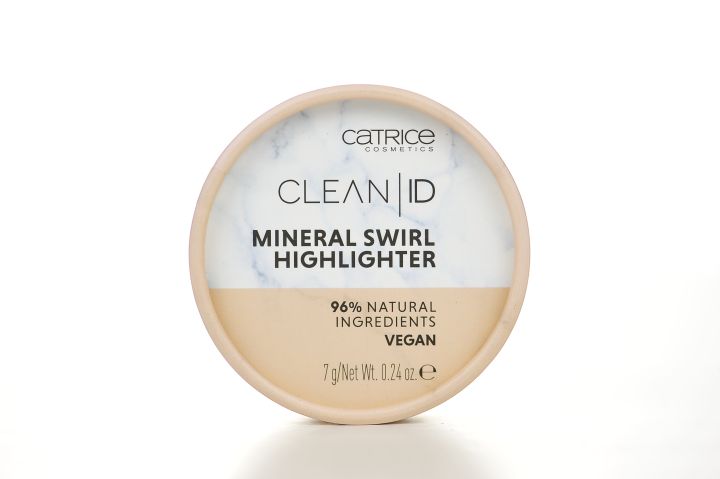 CATRICE
COSMETICS
CLEAN|ID
MINERAL SWIRL
HIGHLIGHTER
96% NATURAL
INGREDIENTS
VEGAN
7 g/Net Wt. 0.24 oz. ℮